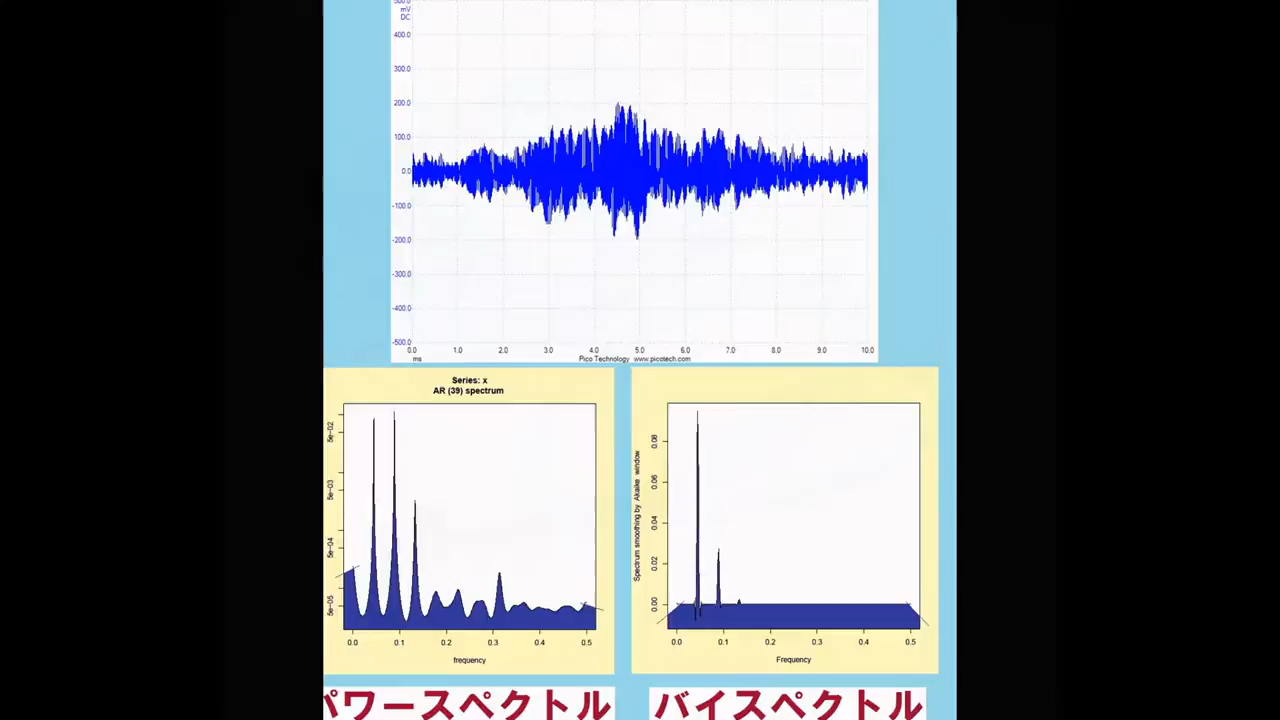 500.0
mV
DC
400.0
300.0
200.0
100.0
0.0
-100.0
-200.0
-300.0
-400.0
-500.0
0.0 1.0 2.0 3.0 4.0 5.0 6.0 7.0 8.0 9.0 10.0
ms
Pico Technology www.picotech.com
Series: x
AR (39) spectrum
5e-02
5e-03
5e-04
5e-05
0.0 0.1 0.2 0.3 0.4 0.5
frequency
Spectrum smoothing by Akaike window
0.08
0.06
0.04
0.02
0.00
0.0 0.1 0.2 0.3 0.4 0.5
Frequency
パワースペクトル
バイスペクトル